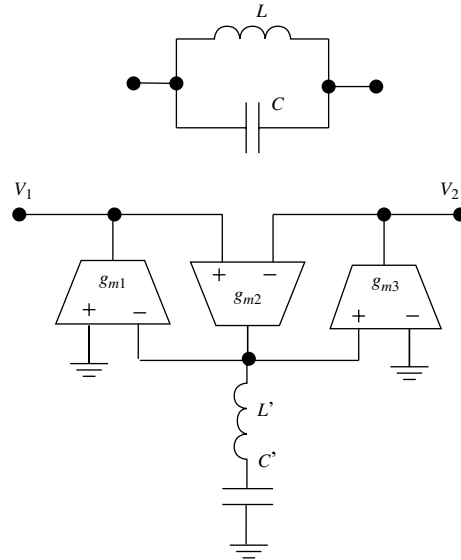 L
C
V1 V2
gm1 + − gm2 + − gm3 + −
L’
C’